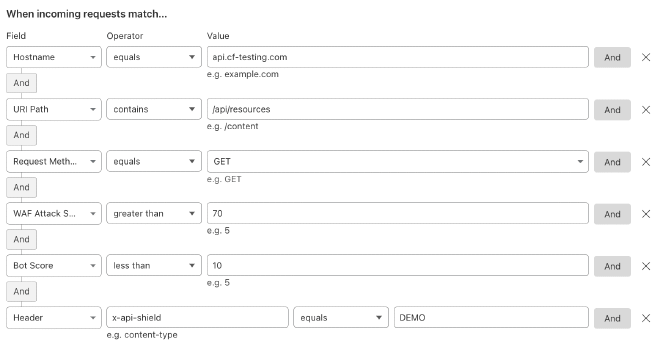 When incoming requests match...
Field Operator Value
Hostname equals api.cf-testing.com And
e.g. example.com
And
URI Path contains /api/resources And
e.g. /content
And
Request Meth... equals GET And
e.g. GET
And
WAF Attack S... greater than 70 And
e.g. 5
And
Bot Score less than 10 And
e.g. 5
And
Header x-api-shield equals DEMO And
e.g. content-type